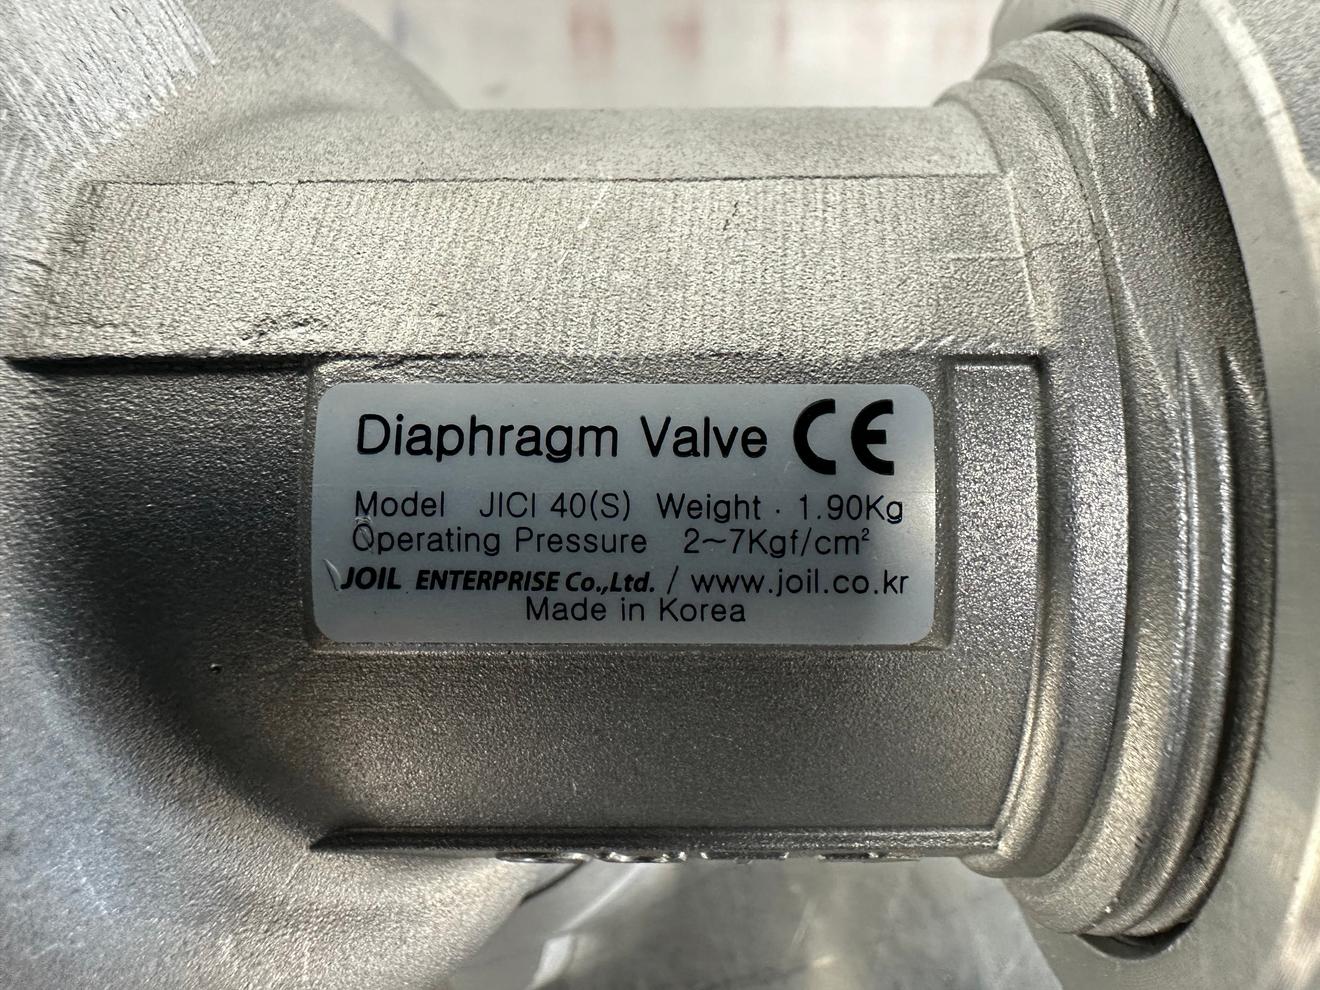 Diaphragm Valve CE
Model JICI 40(S) Weight · 1.90Kg
Operating Pressure 2~7Kgf/cm²
JOIL ENTERPRISE Co.,Ltd. / www.joil.co.kr
Made in Korea